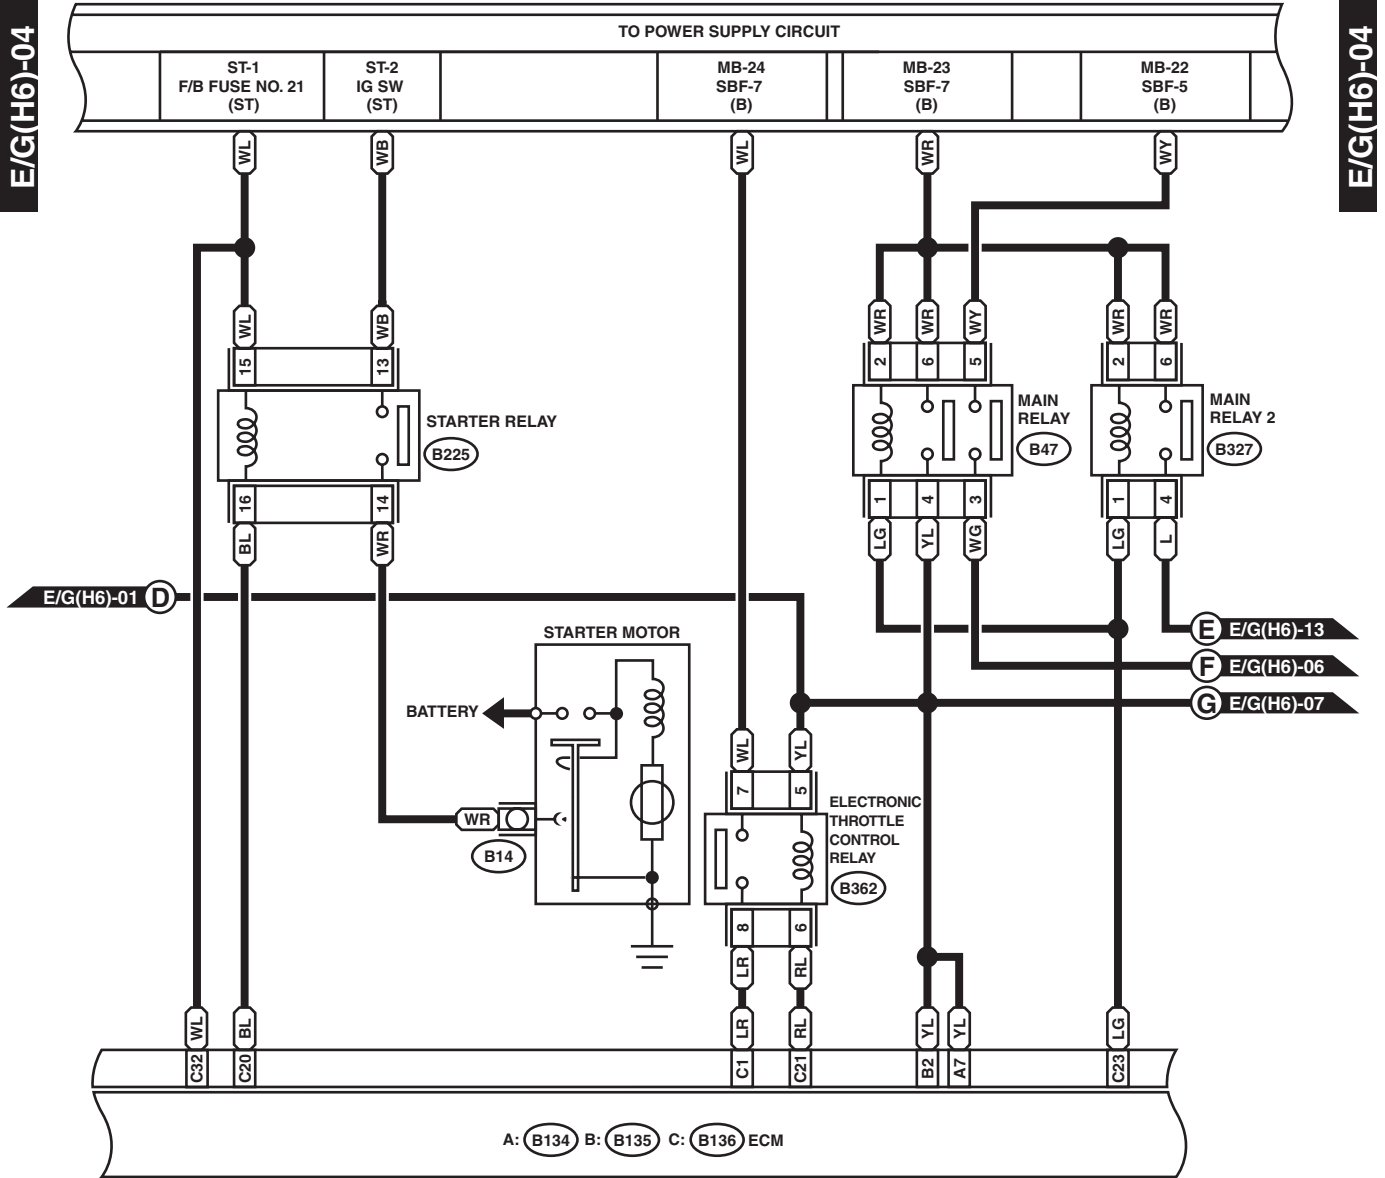 E/G(H6)-04
E/G(H6)-04
TO POWER SUPPLY CIRCUIT
ST-1
F/B FUSE NO. 21
(ST)
ST-2
IG SW
(ST)
MB-24
SBF-7
(B)
MB-23
SBF-7
(B)
MB-22
SBF-5
(B)
WL
WB
WL
WR
WY
WL
WB
WR
WR
WY
WR
WR
15
13
2
6
5
2
6
STARTER RELAY
B225
MAIN
RELAY
B47
MAIN
RELAY 2
B327
16
14
1
4
3
1
4
BL
WR
LG
YL
WG
LG
L
E/G(H6)-01 D
E E/G(H6)-13
F E/G(H6)-06
G E/G(H6)-07
STARTER MOTOR
BATTERY
WR
B14
WL
YL
7
5
ELECTRONIC
THROTTLE
CONTROL
RELAY
B362
8
6
LR
RL
WL
BL
LR
RL
YL
YL
LG
C32
C20
C1
C21
B2
A7
C23
A: B134 B: B135 C: B136 ECM